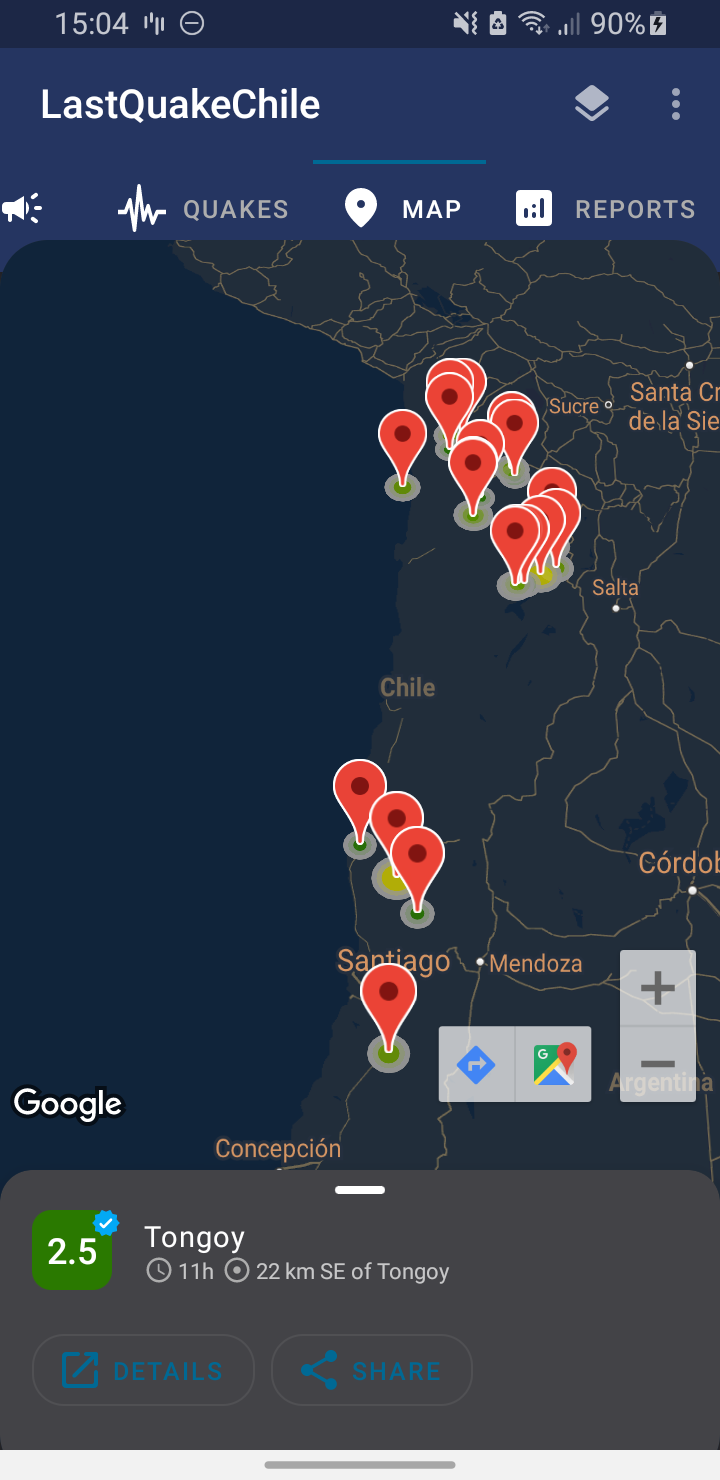 15:04 90%
LastQuakeChile
QUAKES MAP REPORTS
Sucre
Santa Cr
de la Sie
Salta
Chile
Córdob
Santiago
Mendoza
Argentina
Google
Concepción
2.5
Tongoy
11h 22 km SE of Tongoy
DETAILS SHARE